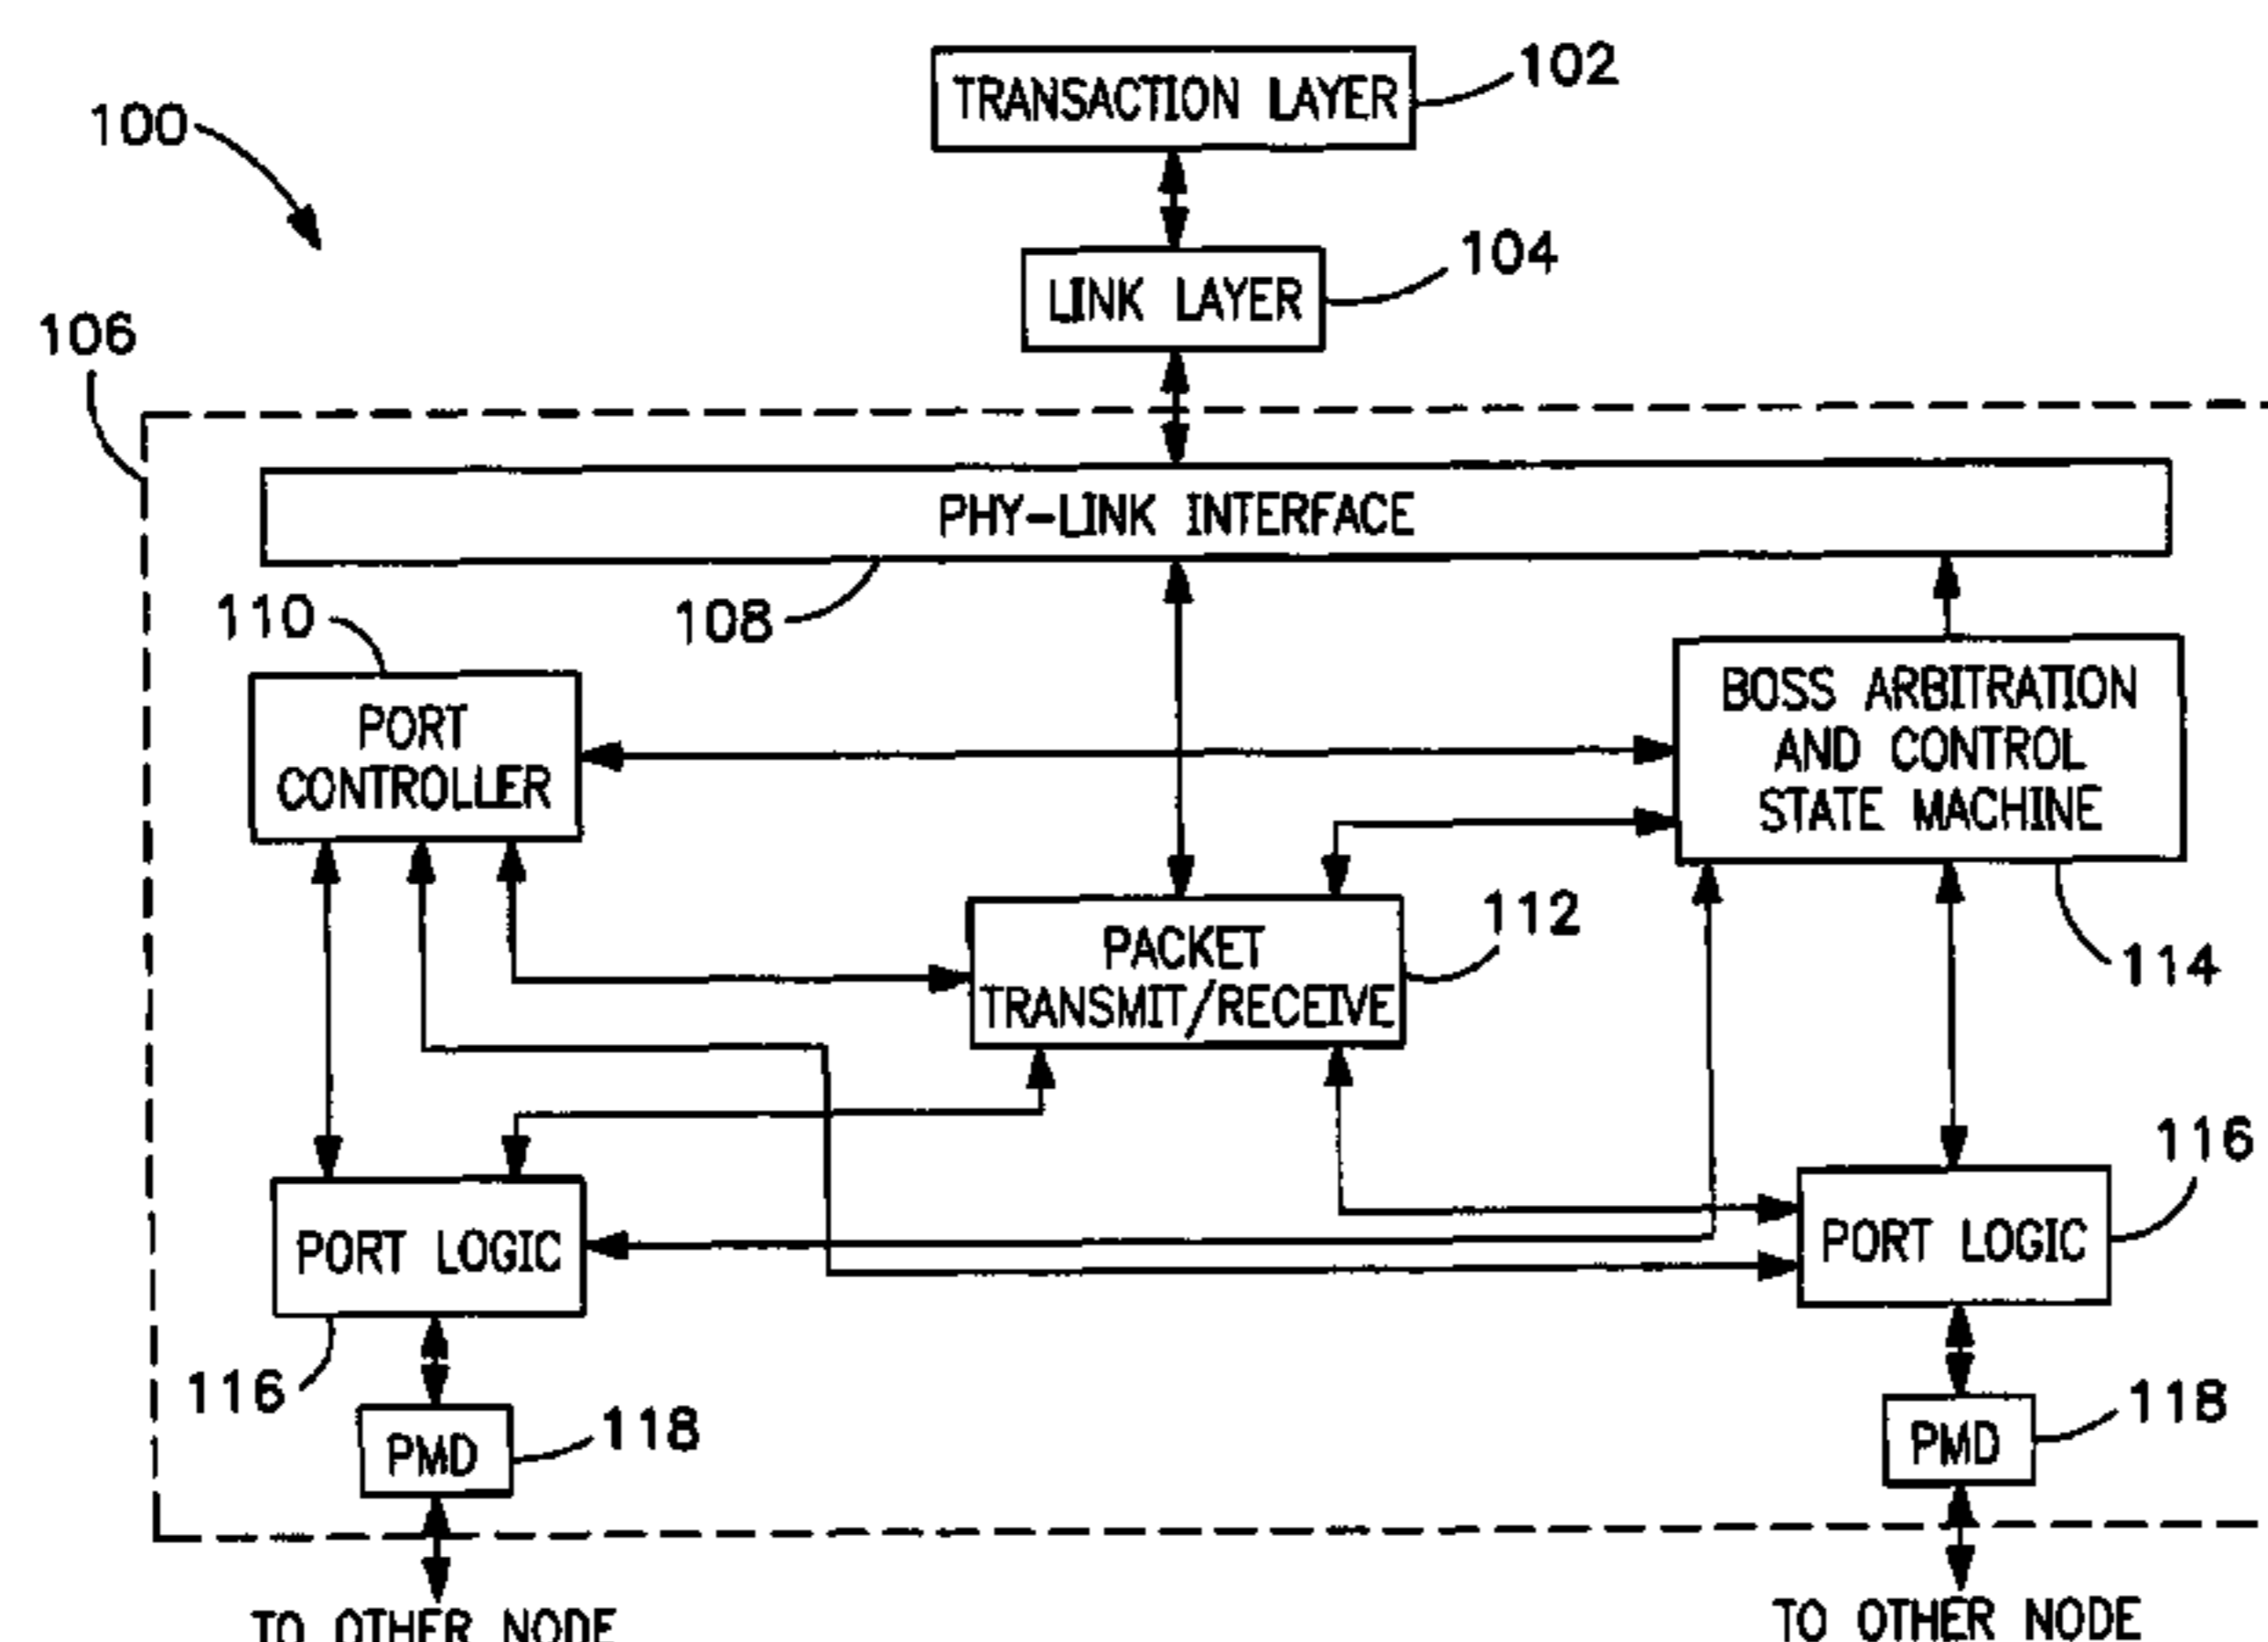 TRANSACTION LAYER
102
100
LINK LAYER
104
106
PHY-LINK INTERFACE
108
110
PORT
CONTROLLER
BOSS ARBITRATION
AND CONTROL
STATE MACHINE
114
PACKET
TRANSMIT/RECEIVE
112
PORT LOGIC
116
PORT LOGIC
116
PMD
118
PMD
118
TO OTHER NODE
TO OTHER NODE